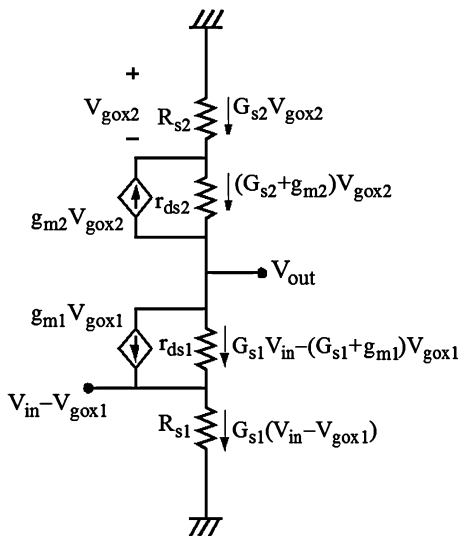 +
V_gox2
−
R_s2
G_s2V_gox2
g_m2V_gox2
r_ds2
(G_s2+g_m2)V_gox2
V_out
g_m1V_gox1
r_ds1
G_s1V_in−(G_s1+g_m1)V_gox1
V_in−V_gox1
R_s1
G_s1(V_in−V_gox1)